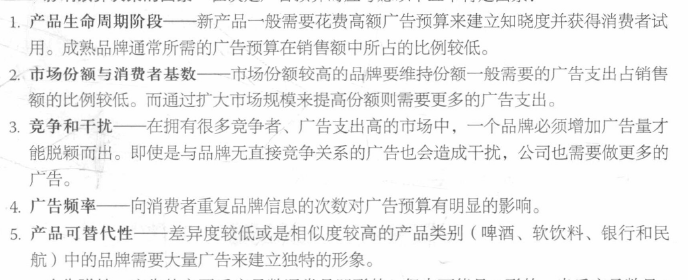 1. 产品生命周期阶段——新产品一般需要花费高额广告预算来建立知晓度并获得消费者试
用。成熟品牌通常所需的广告预算在销售额中所占的比例较低。
2. 市场份额与消费者基数——市场份额较高的品牌要维持份额一般需要的广告支出占销售
额的比例较低。而通过扩大市场规模来提高份额则需要更多的广告支出。
3. 竞争和干扰——在拥有很多竞争者、广告支出高的市场中，一个品牌必须增加广告量才
能脱颖而出。即使是与品牌无直接竞争关系的广告也会造成干扰，公司也需要做更多的
广告。
4. 广告频率——向消费者重复品牌信息的次数对广告预算有明显的影响。
5. 产品可替代性——差异度较低或是相似度较高的产品类别（啤酒、软饮料、银行和民
航）中的品牌需要大量广告来建立独特的形象。